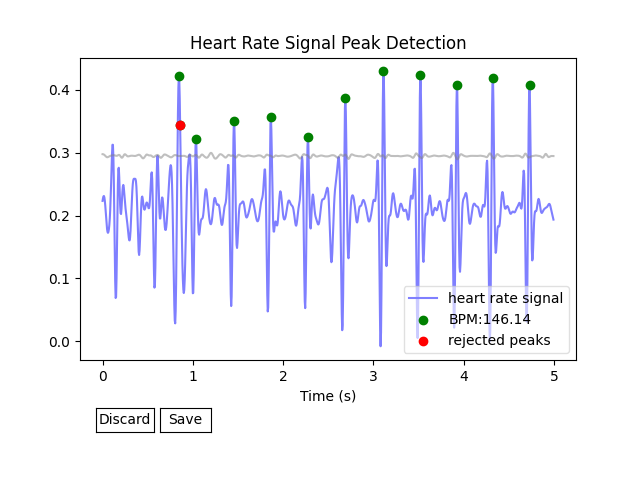 Heart Rate Signal Peak Detection
0.4
0.3
0.2
0.1
0.0
heart rate signal
BPM:146.14
rejected peaks
0 1 2 3 4 5
Time (s)
Discard Save